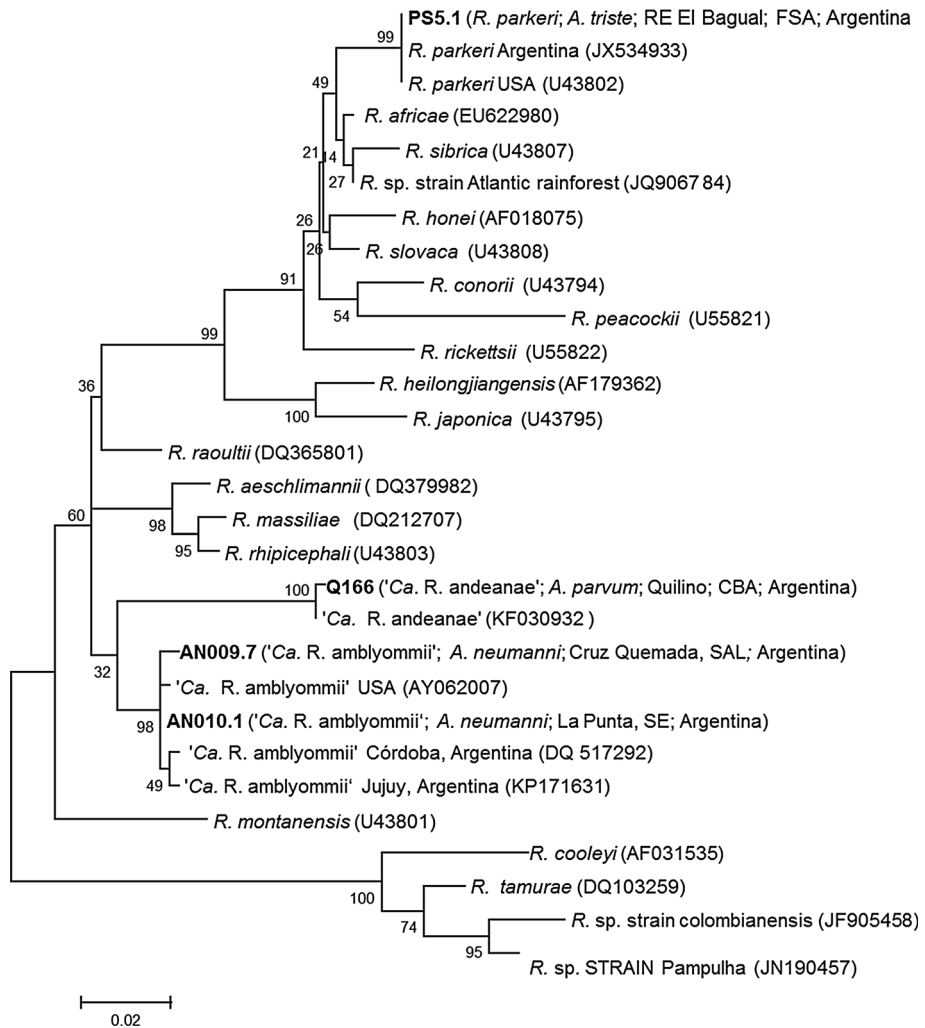 PS5.1 (R. parkeri; A. triste; RE El Bagual; FSA; Argentina
99
R. parkeri Argentina (JX534933)
49
R. parkeri USA (U43802)
R. africae (EU622980)
21
14
R. sibrica (U43807)
27
R. sp. strain Atlantic rainforest (JQ906784)
26
R. honei (AF018075)
26
R. slovaca (U43808)
91
R. conorii (U43794)
54
R. peacockii (U55821)
99
R. rickettsii (U55822)
36
R. heilongjiangensis (AF179362)
100
R. japonica (U43795)
R. raoultii (DQ365801)
R. aeschlimannii ( DQ379982)
60
98
R. massiliae (DQ212707)
95
R. rhipicephali (U43803)
100
Q166 ('Ca. R. andeanae'; A. parvum; Quilino; CBA; Argentina)
'Ca. R. andeanae' (KF030932 )
AN009.7 ('Ca. R. amblyommii'; A. neumanni; Cruz Quemada, SAL; Argentina)
32
'Ca. R. amblyommii' USA (AY062007)
98
AN010.1 ('Ca. R. amblyommii‘; A. neumanni; La Punta, SE; Argentina)
'Ca. R. amblyommii' Córdoba, Argentina (DQ 517292)
49
'Ca. R. amblyommii‘ Jujuy, Argentina (KP171631)
R. montanensis (U43801)
R. cooleyi (AF031535)
100
R. tamurae (DQ103259)
74
R. sp. strain colombianensis (JF905458)
95
R. sp. STRAIN Pampulha (JN190457)
0.02